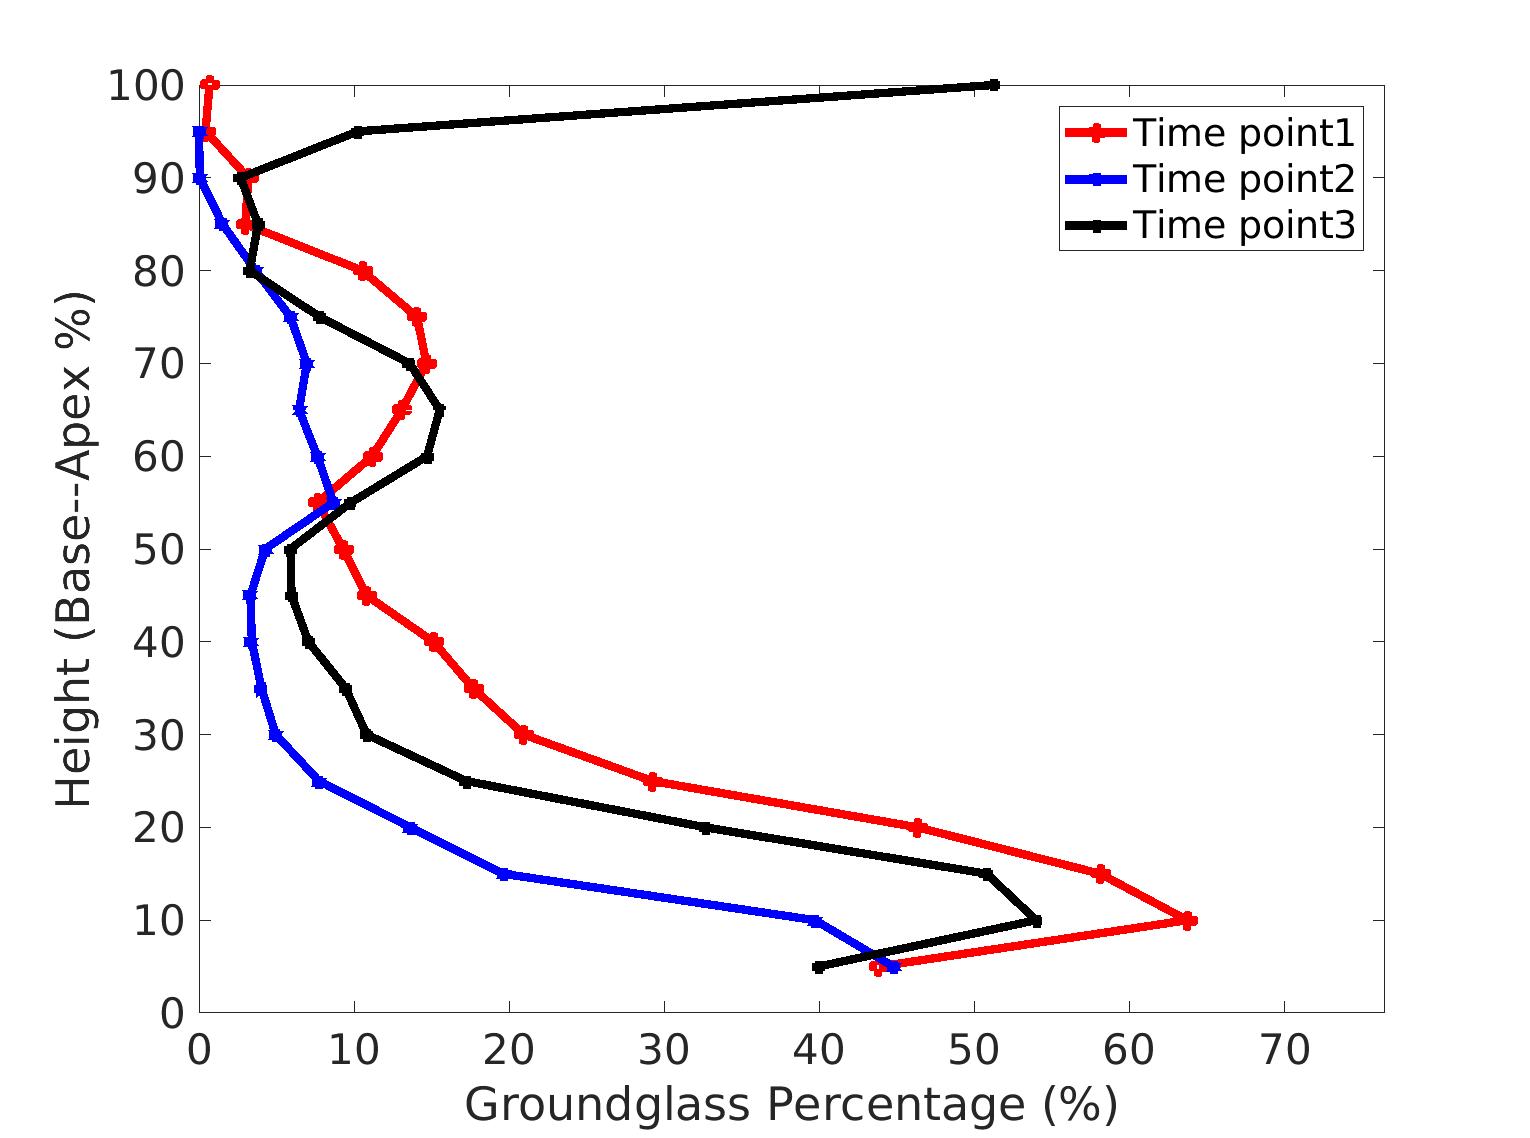 100
90
80
70
60
50
40
30
20
10
0
Height (Base--Apex %)
Time point1
Time point2
Time point3
0 10 20 30 40 50 60 70
Groundglass Percentage (%)